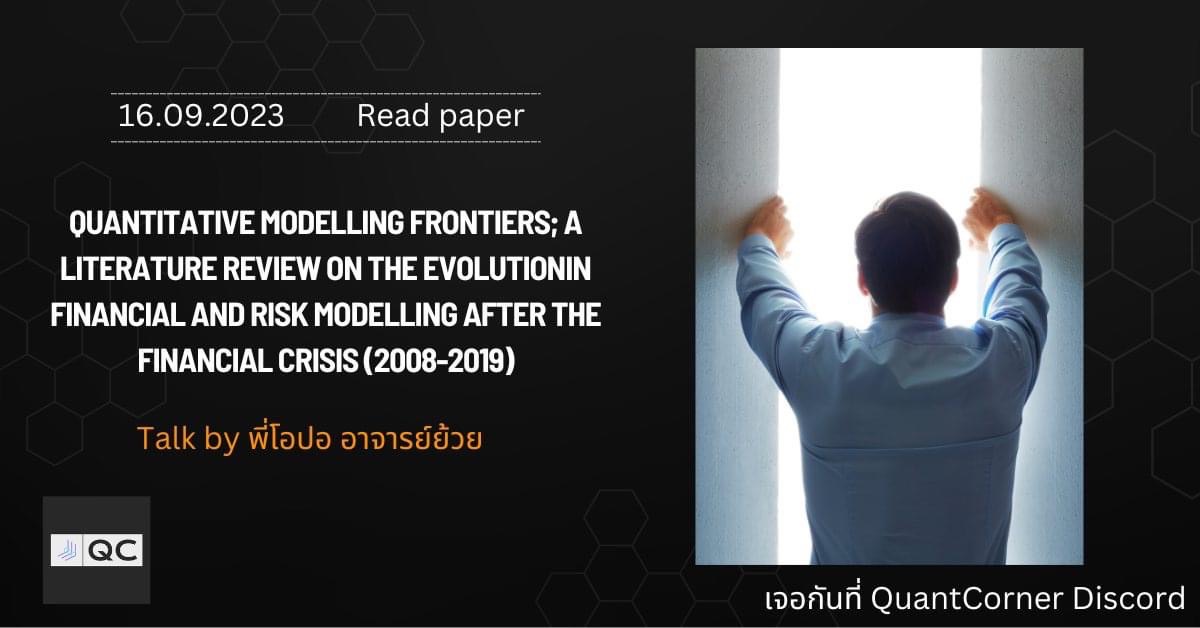 16.09.2023 Read paper
QUANTITATIVE MODELLING FRONTIERS; A
LITERATURE REVIEW ON THE EVOLUTIONIN
FINANCIAL AND RISK MODELLING AFTER THE
FINANCIAL CRISIS (2008-2019)
Talk by พี่โอปอ อาจารย์ย้วย
QC
เจอกันที่ QuantCorner Discord